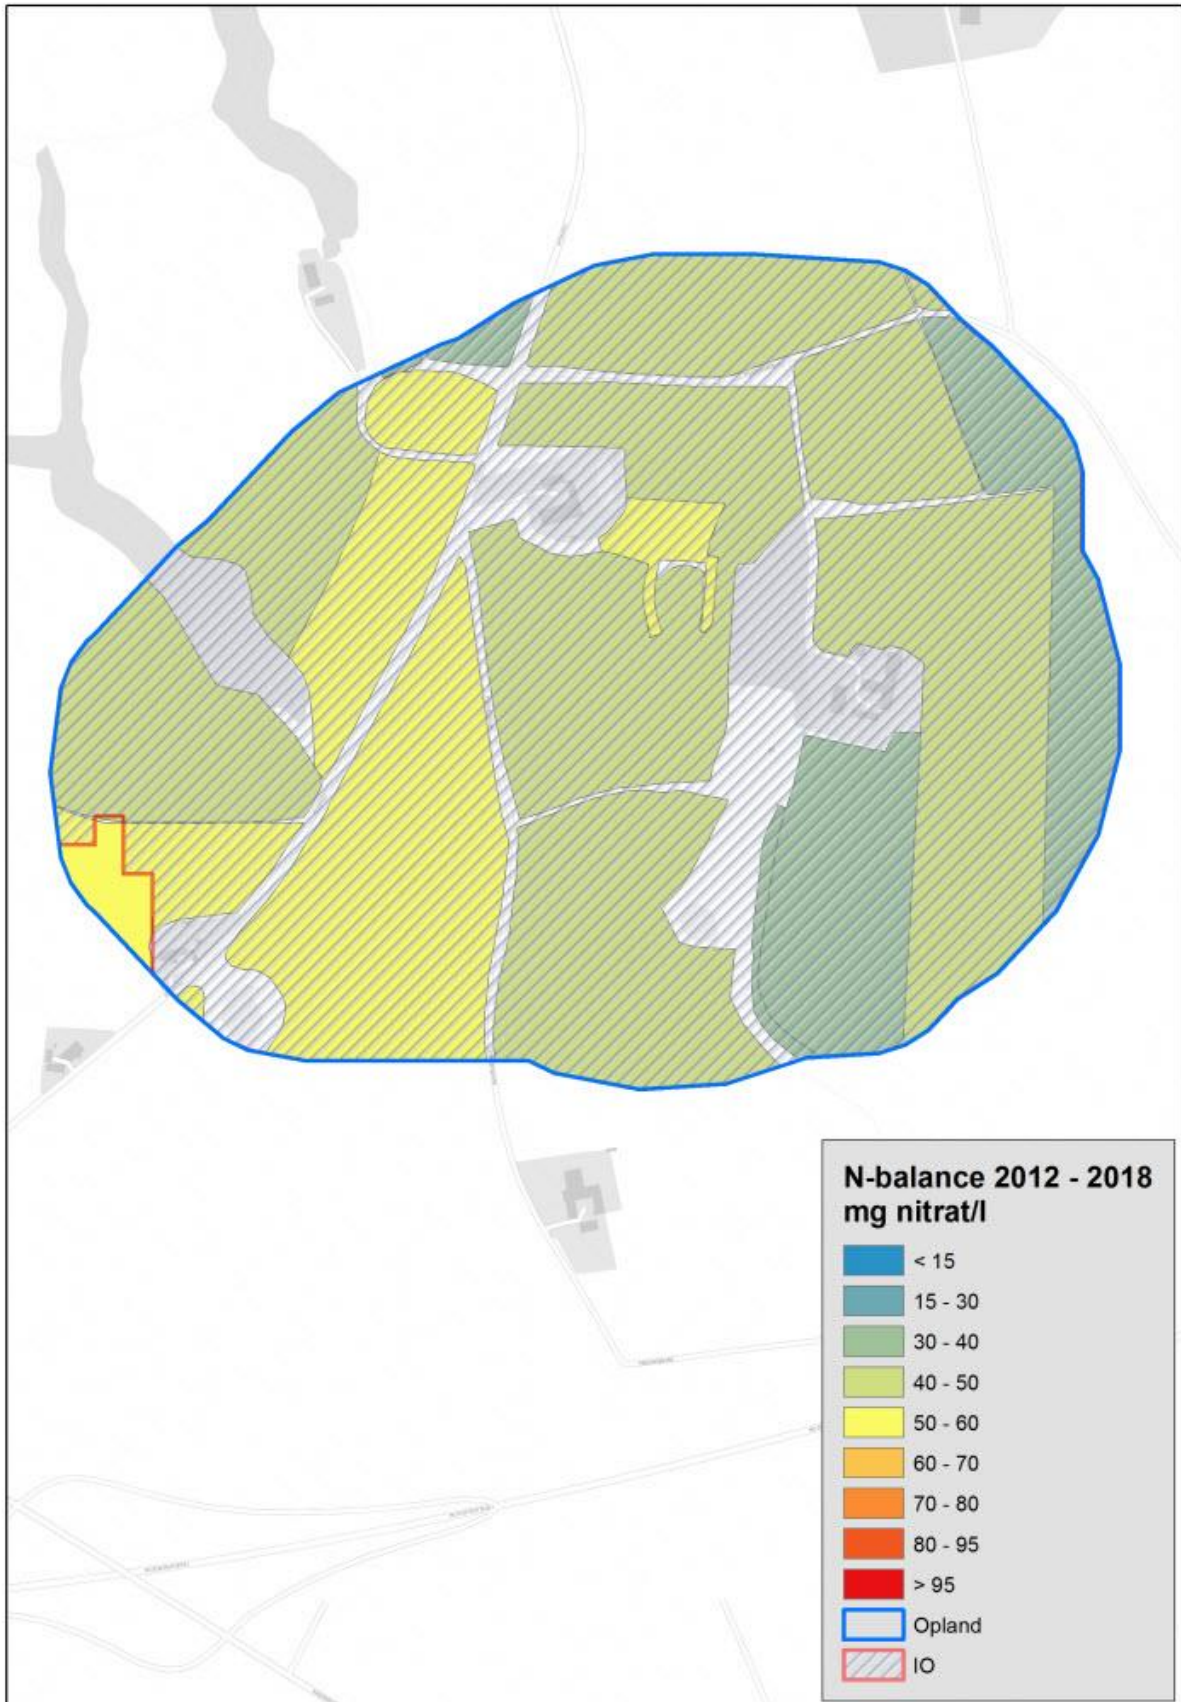 N-balance 2012 - 2018
mg nitrat/l
< 15
15 - 30
30 - 40
40 - 50
50 - 60
60 - 70
70 - 80
80 - 95
> 95
Opland
IO